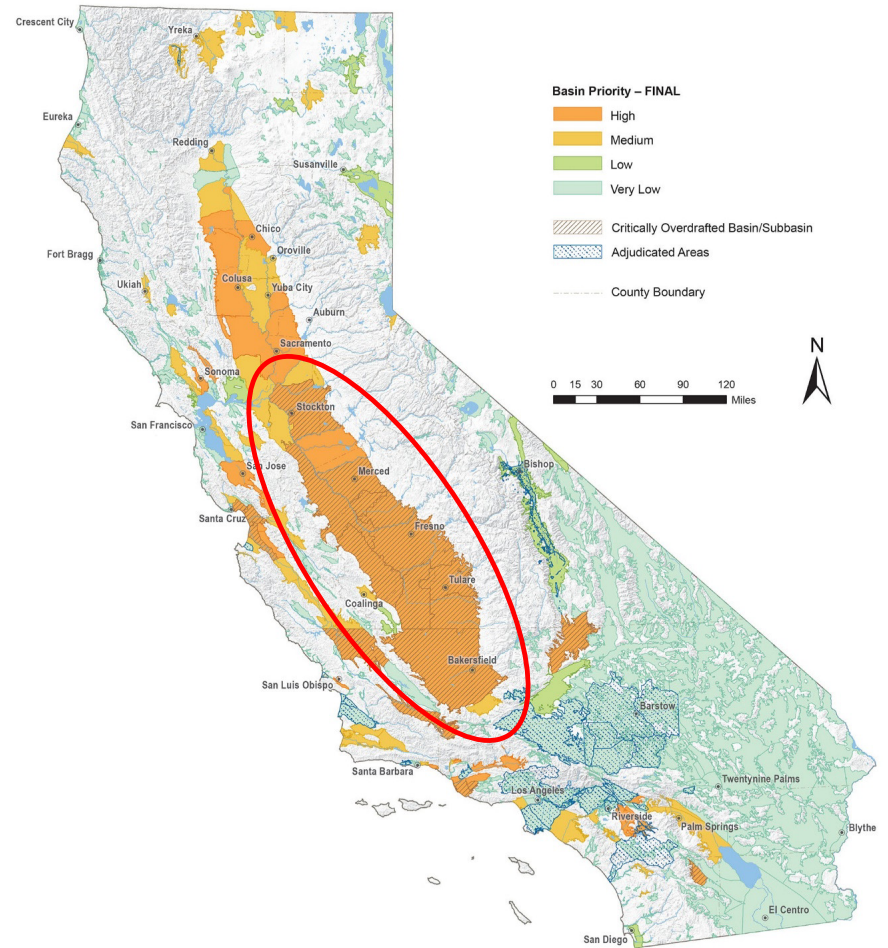 Crescent City
Yreka
Basin Priority – FINAL
High
Medium
Low
Very Low
Critically Overdrafted Basin/Subbasin
Adjudicated Areas
County Boundary
N
0 15 30 60 90 120
Miles
Eureka
Redding
Susanville
Chico
Fort Bragg
Oroville
Ukiah
Colusa
Yuba City
Auburn
Sacramento
Sonoma
Stockton
San Francisco
San Jose
Merced
Bishop
Santa Cruz
Fresno
Tulare
Coalinga
Bakersfield
San Luis Obispo
Barstow
Santa Barbara
Twentynine Palms
Los Angeles
Riverside
Palm Springs
Blythe
El Centro
San Diego